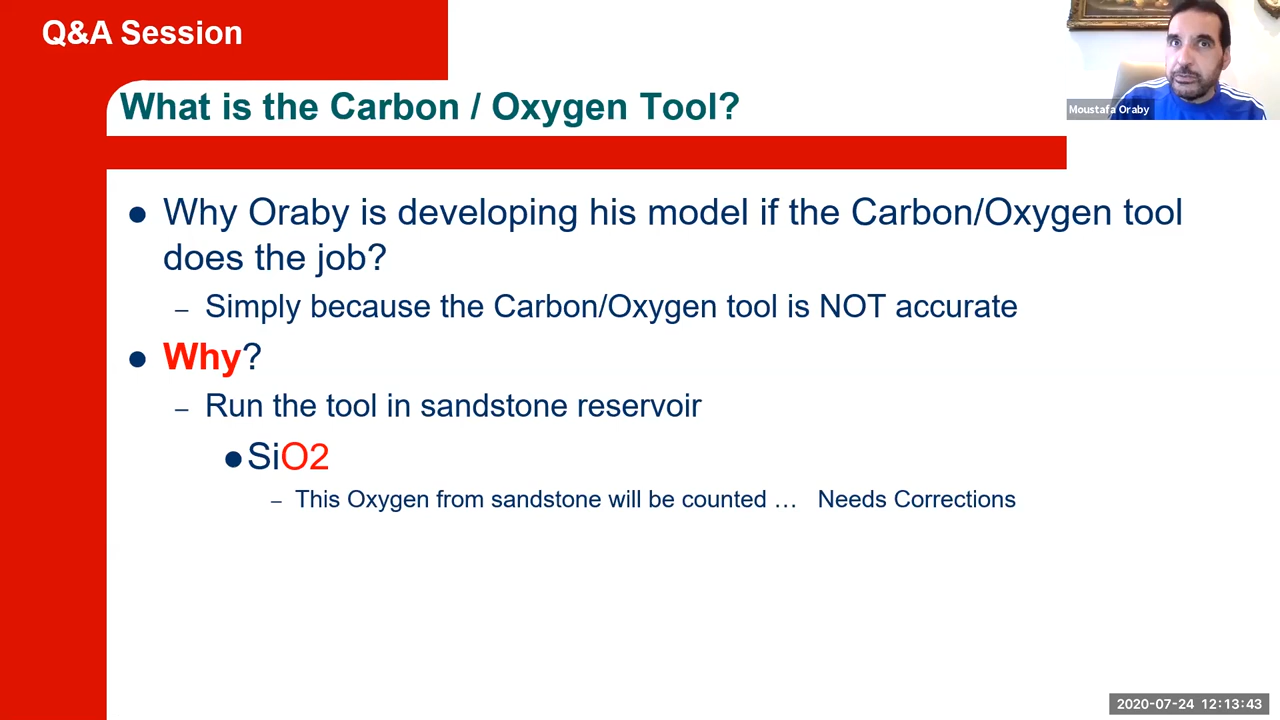 Q&A Session
What is the Carbon / Oxygen Tool?
Moustafa Oraby
● Why Oraby is developing his model if the Carbon/Oxygen tool
does the job?
– Simply because the Carbon/Oxygen tool is NOT accurate
● Why?
– Run the tool in sandstone reservoir
● SiO2
– This Oxygen from sandstone will be counted … Needs Corrections
2020-07-24 12:13:43